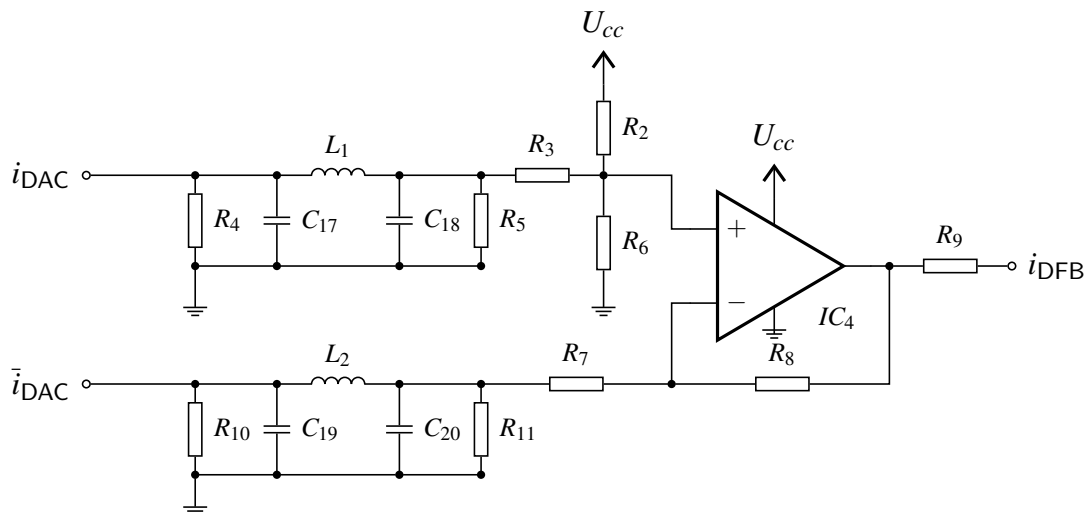 U_cc
R_2
U_cc
L_1
R_3
i_DAC
R_4
C_17
C_18
R_5
R_6
+
R_9
i_DFB
−
IC_4
L_2
R_7
R_8
i̅_DAC
R_10
C_19
C_20
R_11